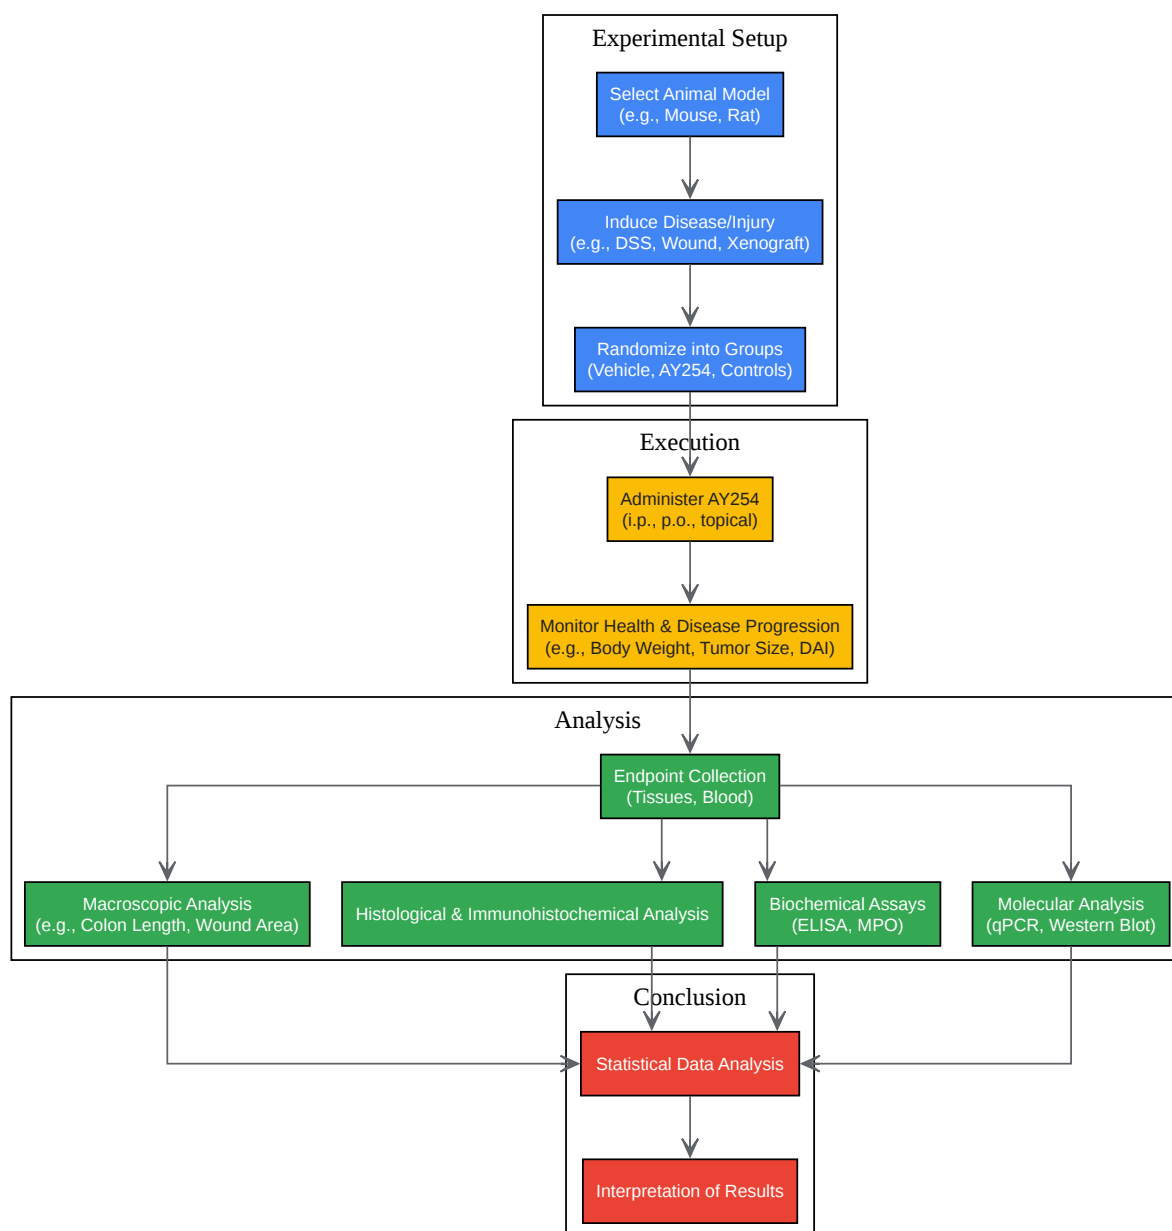 Experimental Setup
Select Animal Model
(e.g., Mouse, Rat)
Induce Disease/Injury
(e.g., DSS, Wound, Xenograft)
Randomize into Groups
(Vehicle, AY254, Controls)
Execution
Administer AY254
(i.p., p.o., topical)
Monitor Health & Disease Progression
(e.g., Body Weight, Tumor Size, DAI)
Analysis
Endpoint Collection
(Tissues, Blood)
Macroscopic Analysis
(e.g., Colon Length, Wound Area)
Histological & Immunohistochemical Analysis
Biochemical Assays
(ELISA, MPO)
Molecular Analysis
(qPCR, Western Blot)
Conclusion
Statistical Data Analysis
Interpretation of Results